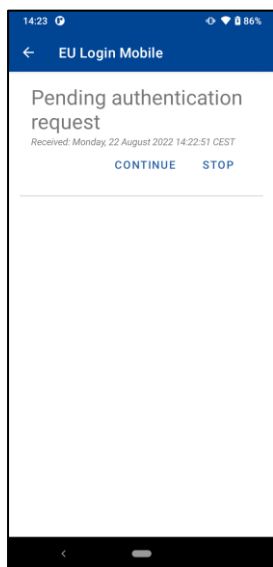 14:23 86%
EU Login Mobile
Pending authentication
request
Received: Monday, 22 August 2022 14:22:51 CEST
CONTINUE STOP